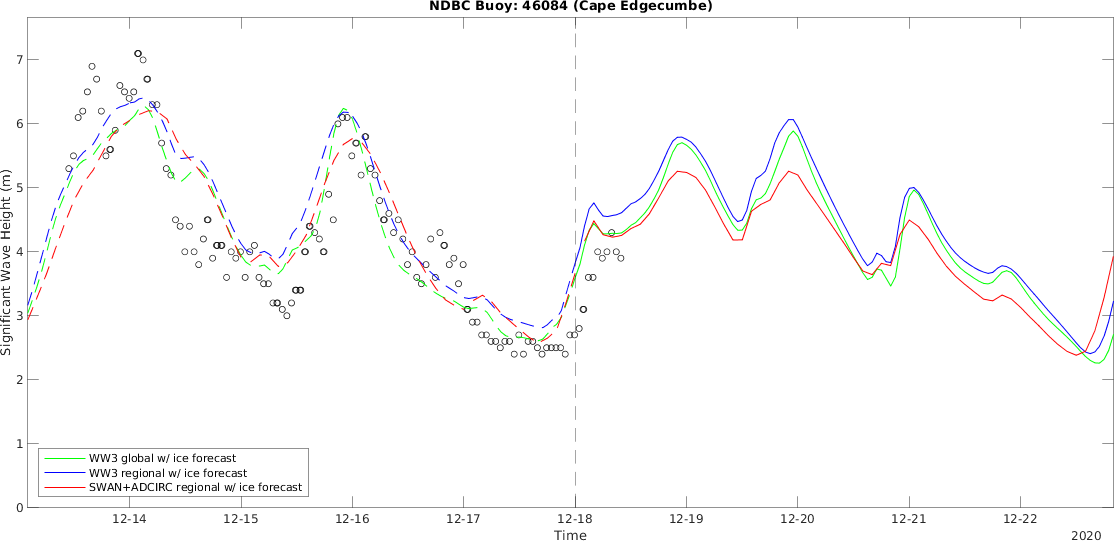 NDBC Buoy: 46084 (Cape Edgecumbe)
Significant Wave Height (m)
7
6
5
4
3
2
1
0
WW3 global w/ ice forecast
WW3 regional w/ ice forecast
SWAN+ADCIRC regional w/ ice forecast
12-14 12-15 12-16 12-17 12-18 12-19 12-20 12-21 12-22
Time
2020